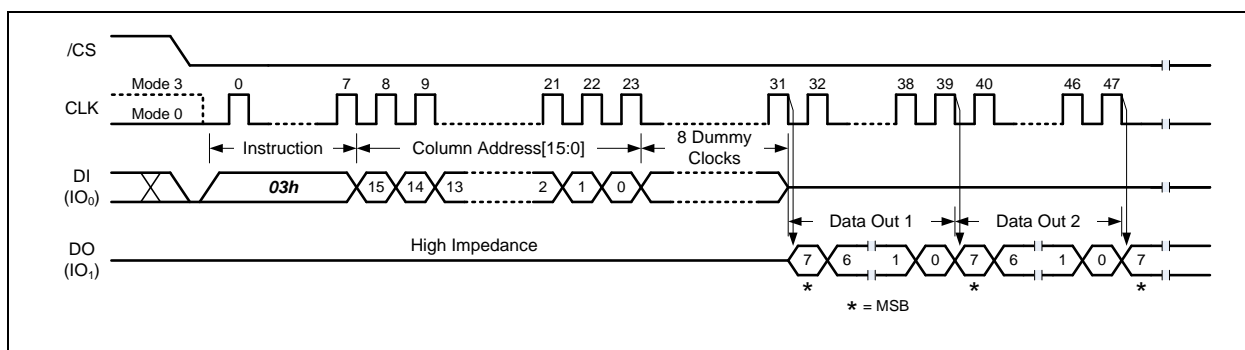 /CS
Mode 3
Mode 0
CLK
0 7 8 9 21 22 23 31 32 38 39 40 46 47
Instruction
Column Address[15:0]
8 Dummy
Clocks
DI
(IO0)
03h
15 14 13 2 1 0
Data Out 1
Data Out 2
DO
(IO1)
High Impedance
7 6 1 0 7 6 1 0 7
* * *
* = MSB